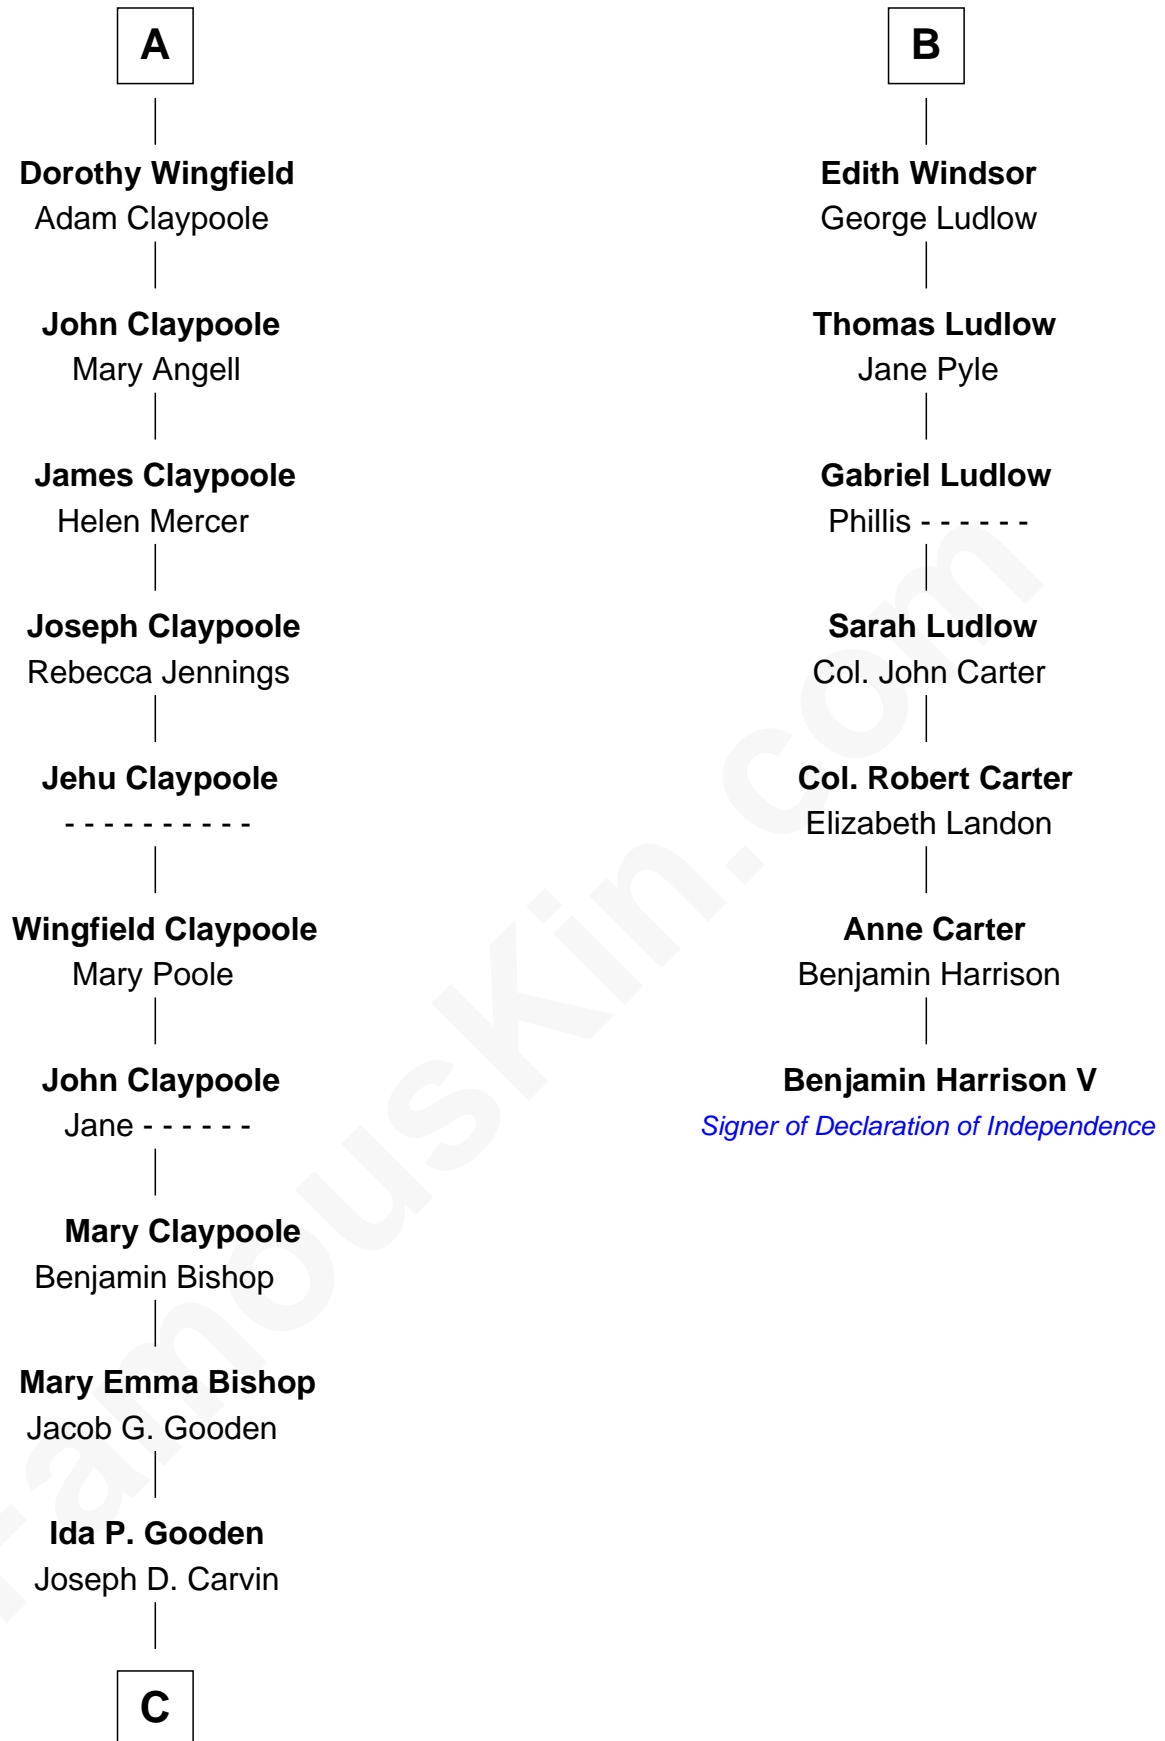 A
Dorothy Wingfield
Adam Claypoole
John Claypoole
Mary Angell
James Claypoole
Helen Mercer
Joseph Claypoole
Rebecca Jennings
Jehu Claypoole
- - - - - - - - - -
Wingfield Claypoole
Mary Poole
John Claypoole
Jane - - - - - -
Mary Claypoole
Benjamin Bishop
Mary Emma Bishop
Jacob G. Gooden
Ida P. Gooden
Joseph D. Carvin
C
B
Edith Windsor
George Ludlow
Thomas Ludlow
Jane Pyle
Gabriel Ludlow
Phillis - - - - - -
Sarah Ludlow
Col. John Carter
Col. Robert Carter
Elizabeth Landon
Anne Carter
Benjamin Harrison
Benjamin Harrison V
Signer of Declaration of Independence
FamousKin.com